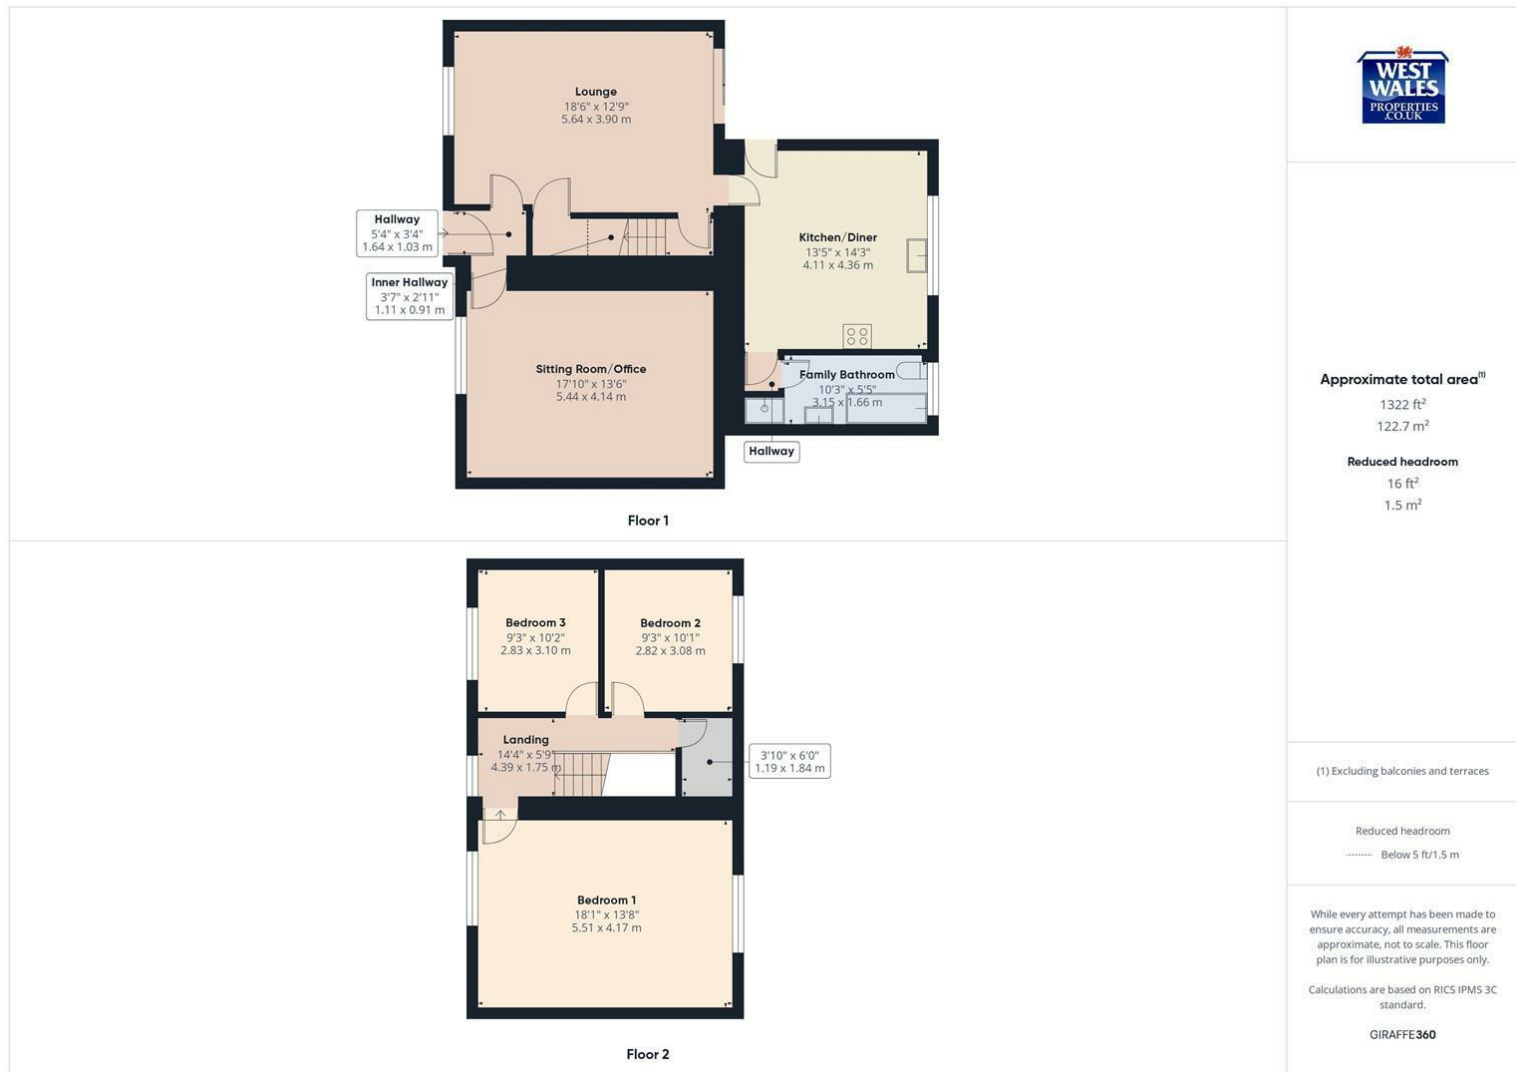 Lounge
18'6" x 12'9"
5.64 x 3.90 m
Hallway
5'4" x 3'4"
1.64 x 1.03 m
Inner Hallway
3'7" x 2'11"
1.11 x 0.91 m
Kitchen/Diner
13'5" x 14'3"
4.11 x 4.36 m
Sitting Room/Office
17'10" x 13'6"
5.44 x 4.14 m
Family Bathroom
10'3" x 5'5"
3.15 x 1.66 m
Hallway
Floor 1
Bedroom 3
9'3" x 10'2"
2.83 x 3.10 m
Bedroom 2
9'3" x 10'1"
2.82 x 3.08 m
Landing
14'4" x 5'9"
4.39 x 1.75 m
3'10" x 6'0"
1.19 x 1.84 m
Bedroom 1
18'1" x 13'8"
5.51 x 4.17 m
Floor 2
WEST
WALES
PROPERTIES
.CO.UK
Approximate total area(1)
1322 ft²
122.7 m²
Reduced headroom
16 ft²
1.5 m²
(1) Excluding balconies and terraces
Reduced headroom
Below 5 ft/1.5 m
While every attempt has been made to
ensure accuracy, all measurements are
approximate, not to scale. This floor
plan is for illustrative purposes only.
Calculations are based on RICS IPMS 3C
standard.
GIRAFFE360